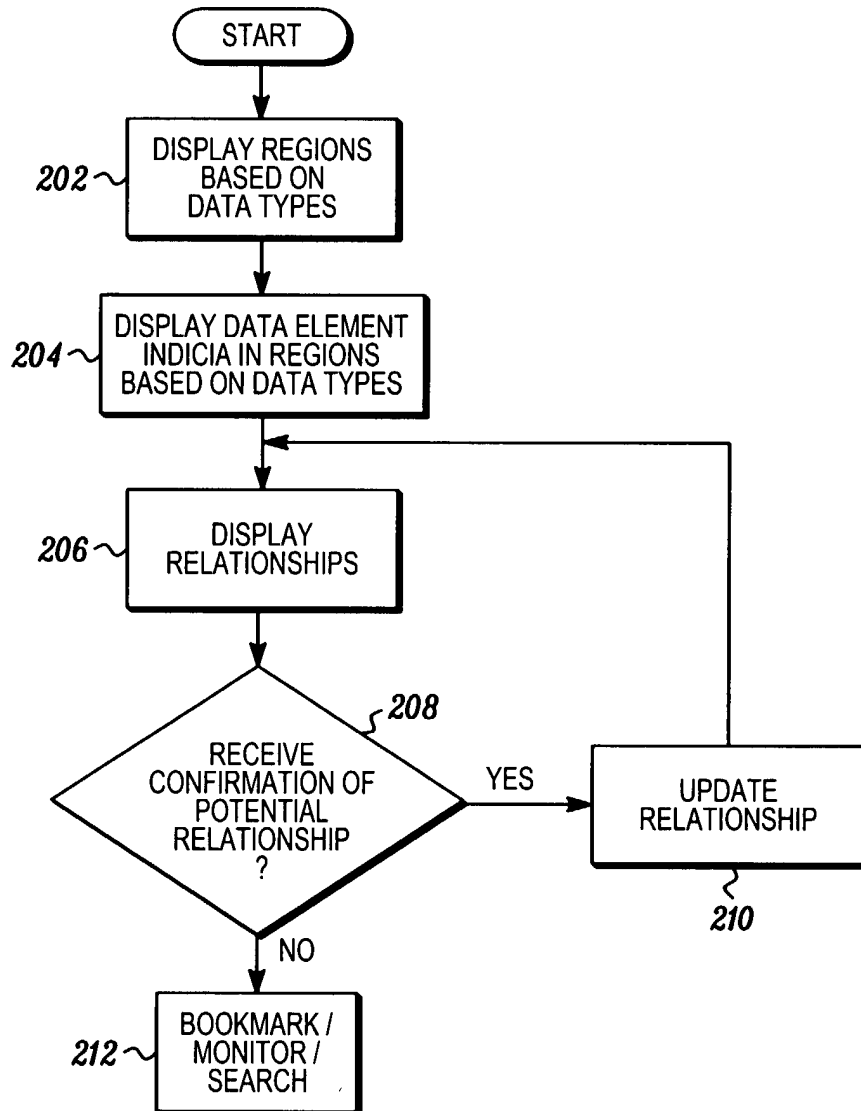 START
202
DISPLAY REGIONS
BASED ON
DATA TYPES
204
DISPLAY DATA ELEMENT
INDICIA IN REGIONS
BASED ON DATA TYPES
206
DISPLAY
RELATIONSHIPS
208
RECEIVE
CONFIRMATION OF
POTENTIAL
RELATIONSHIP
?
YES
UPDATE
RELATIONSHIP
210
NO
212
BOOKMARK /
MONITOR /
SEARCH